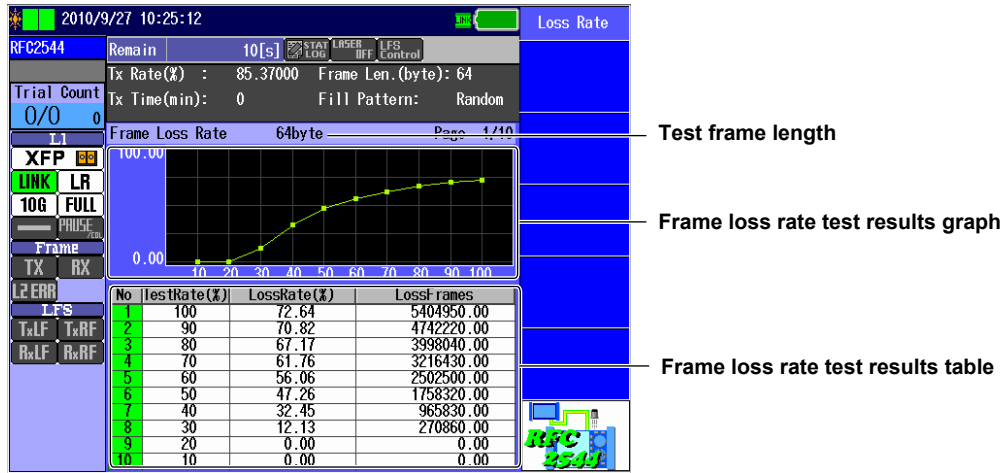 2010/9/27 10:25:12
LINK
Loss Rate
RFC2544
Remain 10[s] STAT LOG LASER OFF LFS Control
Tx Rate(%) : 85.37000 Frame Len.(byte): 64
Trial Count
Tx Time(min): 0 Fill Pattern: Random
0/0 0
Frame Loss Rate 64byte Page 1/10
Test frame length
L1
100.00
XFP
LINK LR
10G FULL
PAUSE /COL
Frame loss rate test results graph
Frame
0.00
TX RX
10 20 30 40 50 60 70 80 90 100
L2 ERR
No TestRate(%) LossRate(%) LossFrames
LFS
1 100 72.64 5404950.00
2 90 70.82 4742220.00
TxLF TxRF
3 80 67.17 3998040.00
RxLF RxRF
4 70 61.76 3216430.00
Frame loss rate test results table
5 60 56.06 2502500.00
6 50 47.26 1758320.00
7 40 32.45 965830.00
8 30 12.13 270860.00
9 20 0.00 0.00
10 10 0.00 0.00
RFC
2544